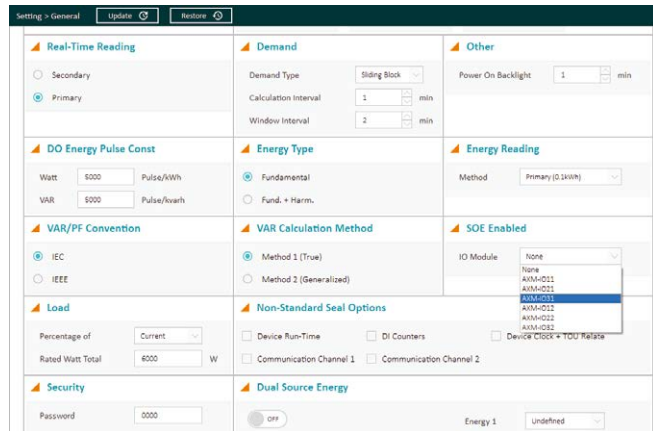 Setting > General Update Restore
Real-Time Reading Demand Other
Secondary Demand Type Sliding Block Power On Backlight 1 min
Primary Calculation Interval 1 min
Window Interval 2 min
DO Energy Pulse Const Energy Type Energy Reading
Watt 5000 Pulse/kWh Fundamental Method Primary (0.1kWh)
VAR 5000 Pulse/kvarh Fund. + Harm.
VAR/PF Convention VAR Calculation Method SOE Enabled
IEC Method 1 (True) IO Module None
IEEE Method 2 (Generalized)
None
AXM-IO11
AXM-IO21
AXM-IO31
AXM-IO12
AXM-IO22
AXM-IO32
Load Non-Standard Seal Options
Percentage of Current Device Run-Time DI Counters Device Clock + TOU Relate
Rated Watt Total 6000 W Communication Channel 1 Communication Channel 2
Security Dual Source Energy
Password 0000 OFF Energy 1 Undefined